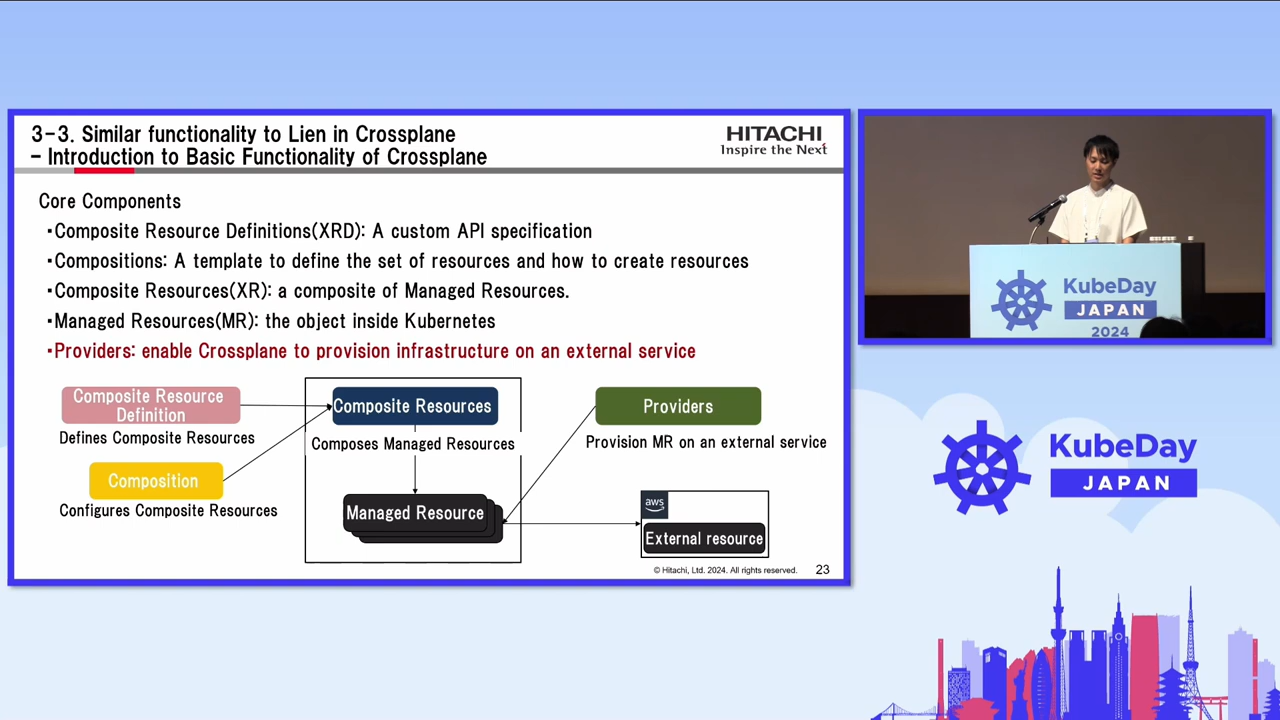 3-3. Similar functionality to Lien in Crossplane
- Introduction to Basic Functionality of Crossplane
HITACHI
Inspire the Next
Core Components
・Composite Resource Definitions(XRD): A custom API specification
・Compositions: A template to define the set of resources and how to create resources
・Composite Resources(XR): a composite of Managed Resources.
・Managed Resources(MR): the object inside Kubernetes
・Providers: enable Crossplane to provision infrastructure on an external service
Composite Resource
Definition
Defines Composite Resources
Composition
Configures Composite Resources
Composite Resources
Composes Managed Resources
Managed Resource
Providers
Provision MR on an external service
aws
External resource
© Hitachi, Ltd. 2024. All rights reserved.
23
KubeDay
JAPAN
2024
KubeDay
JAPAN